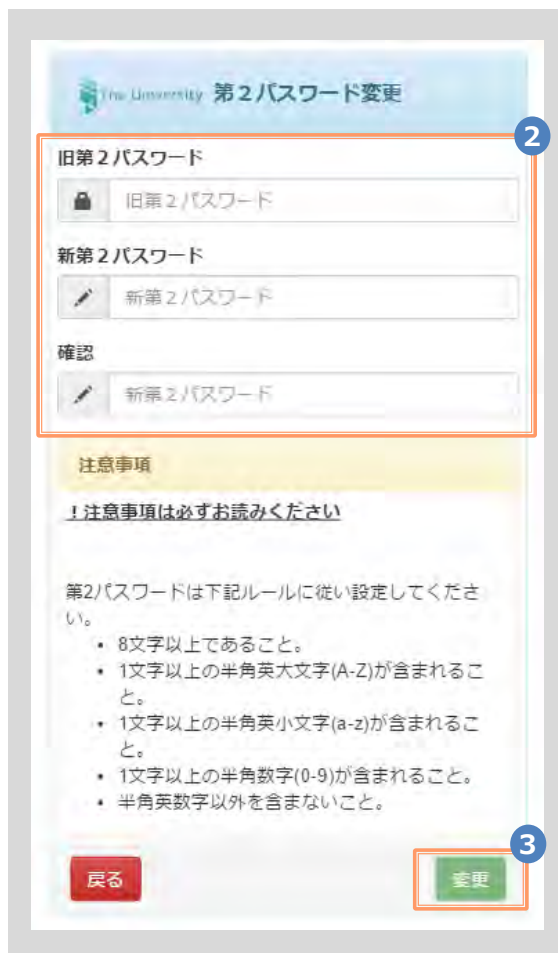 The University 第2パスワード変更
2
旧第2パスワード
旧第2パスワード
新第2パスワード
新第2パスワード
確認
新第2パスワード
注意事項
!注意事項は必ずお読みください
第2パスワードは下記ルールに従い設定してくださ
い。
• 8文字以上であること。
• 1文字以上の半角英大文字(A-Z)が含まれるこ
と。
• 1文字以上の半角英小文字(a-z)が含まれるこ
と。
• 1文字以上の半角数字(0-9)が含まれること。
• 半角英数字以外を含まないこと。
3
戻る
変更